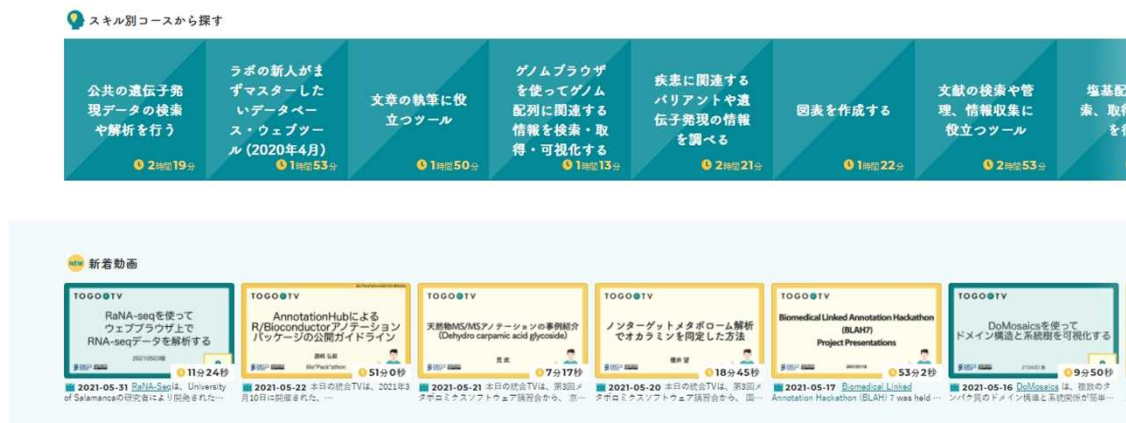 スキル別コースから探す
公共の遺伝子発
現データの検索
や解析を行う
2時間19分
ラボの新人がま
ずマスターした
いデータベー
ス・ウェブツー
ル (2020年4月)
1時間53分
文章の執筆に役
立つツール
1時間50分
ゲノムブラウザ
を使ってゲノム
配列に関連する
情報を検索・取
得・可視化する
1時間13分
疾患に関連する
バリアントや遺
伝子発現の情報
を調べる
2時間21分
図表を作成する
1時間22分
文献の検索や管
理、情報収集に
役立つツール
2時間53分
塩基配
索、取得
を行
NEW 新着動画
TOGOTV
RaNA-seqを使って
ウェブブラウザ上で
RNA-seqデータを解析する
20210503版
11分24秒
2021-05-31 RaNA-Seqは、University
of Salamancaの研究者により開発された…
TOGOTV
AnnotationHubによる
R/Bioconductorアノテーション
パッケージの公開ガイドライン
51分0秒
2021-05-22 本日の統合TVは、2021年3
月10日に開催された、…
TOGOTV
天然物MS/MSアノテーションの事例紹介
(Dehydro carpamic acid glycoside)
7分17秒
2021-05-21 本日の統合TVは、第3回メ
タボロミクスソフトウェア講習会から、 京…
TOGOTV
ノンターゲットメタボローム解析
でオカラミンを同定した方法
櫻井 望
18分45秒
2021-05-20 本日の統合TVは、第3回メ
タボロミクスソフトウェア講習会から、 国…
TOGOTV
Biomedical Linked Annotation Hackathon
(BLAH7)
Project Presentations
53分2秒
2021-05-17 Biomedical Linked
Annotation Hackathon (BLAH) 7 was held …
TOGOTV
DoMosaicsを使って
ドメイン構造と系統樹を可視化する
9分50秒
2021-05-16 DoMosaics は、複数のタ
ンパク質のドメイン構造と系統関係が簡単…